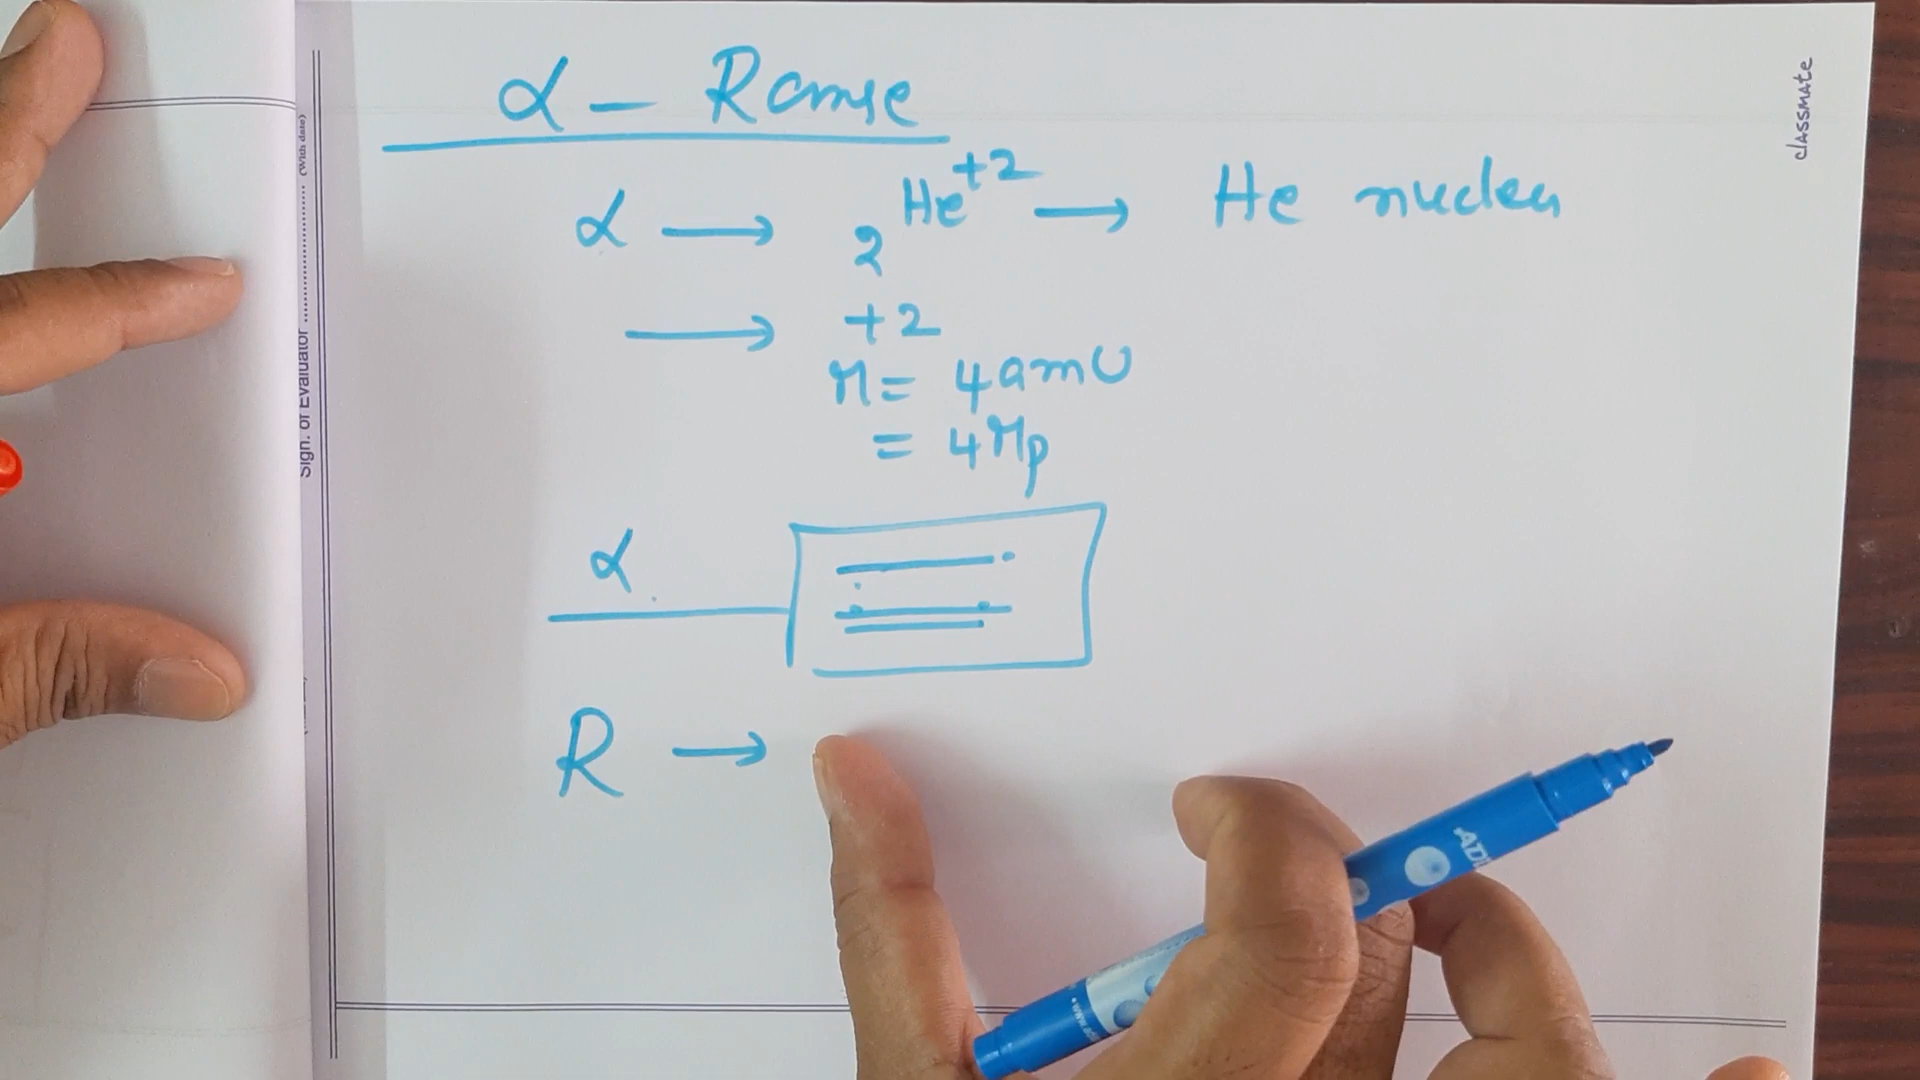 α - Range
α → ₂He⁺² → He nucleu
→ +2
M = 4amU
= 4Mp
α
R →
classmate
(With date)
Sign. of Evaluator